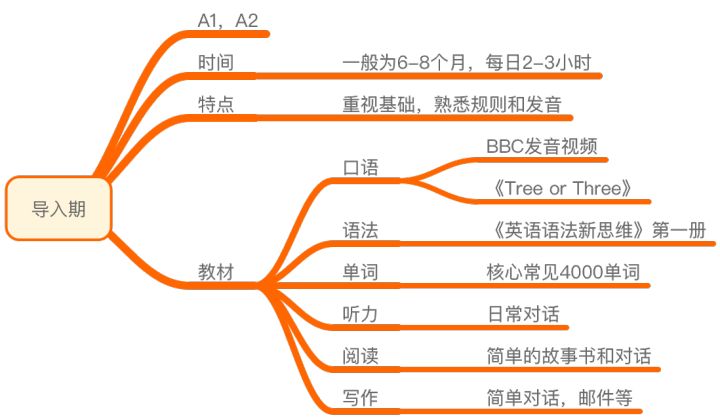 A1，A2
时间
一般为6-8个月，每日2-3小时
特点
重视基础，熟悉规则和发音
导入期
教材
口语
BBC发音视频
《Tree or Three》
语法
《英语语法新思维》第一册
单词
核心常见4000单词
听力
日常对话
阅读
简单的故事书和对话
写作
简单对话，邮件等